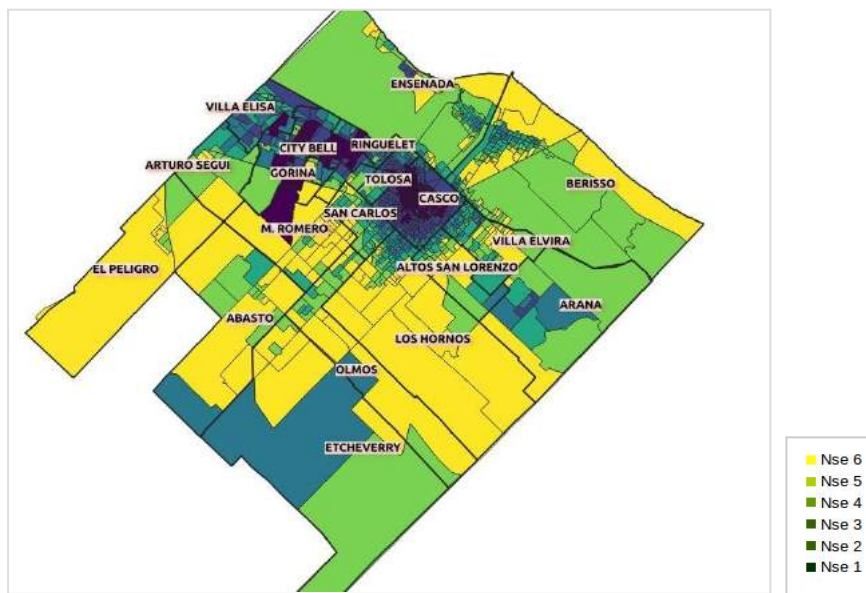 ENSENADA
VILLA ELISA
CITY BELL
RINGUELET
ARTURO SEGUI
GORINA
TOLOSA
BERISSO
CASCO
SAN CARLOS
M. ROMERO
VILLA ELVIRA
EL PELIGRO
ALTOS SAN LORENZO
ARANA
ABASTO
LOS HORNOS
OLMOS
ETCHEVERRY
Nse 6
Nse 5
Nse 4
Nse 3
Nse 2
Nse 1